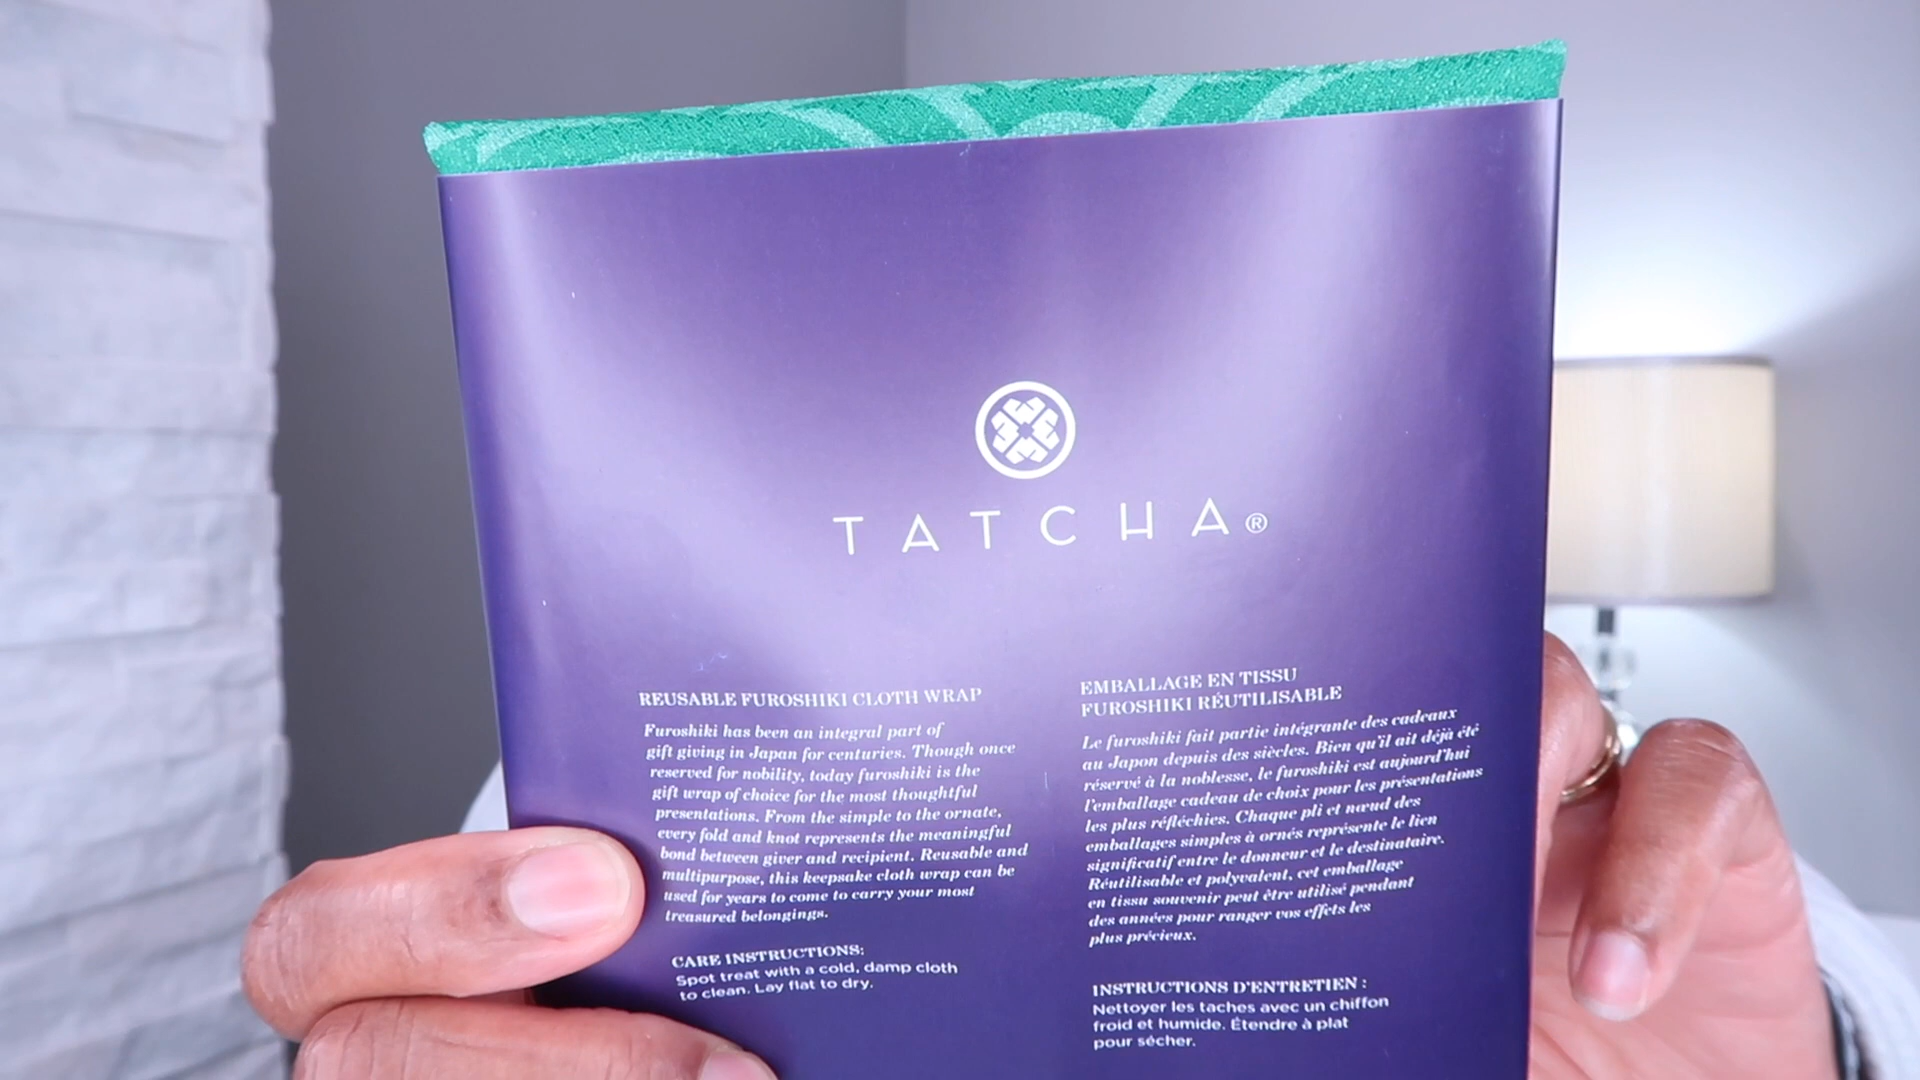 TATCHA®
REUSABLE FUROSHIKI CLOTH WRAP
Furoshiki has been an integral part of
gift giving in Japan for centuries. Though once
reserved for nobility, today furoshiki is the
gift wrap of choice for the most thoughtful
presentations. From the simple to the ornate,
every fold and knot represents the meaningful
bond between giver and recipient. Reusable and
multipurpose, this keepsake cloth wrap can be
used for years to come to carry your most
treasured belongings.
CARE INSTRUCTIONS:
Spot treat with a cold, damp cloth
to clean. Lay flat to dry.
EMBALLAGE EN TISSU
FUROSHIKI RÉUTILISABLE
Le furoshiki fait partie intégrante des cadeaux
au Japon depuis des siècles. Bien qu'il ait déjà été
réservé à la noblesse, le furoshiki est aujourd'hui
l'emballage cadeau de choix pour les présentations
les plus réfléchies. Chaque pli et nœud des
emballages simples à ornés représente le lien
significatif entre le donneur et le destinataire.
Réutilisable et polyvalent, cet emballage
en tissu souvenir peut être utilisé pendant
des années pour ranger vos effets les
plus précieux.
INSTRUCTIONS D'ENTRETIEN :
Nettoyer les taches avec un chiffon
froid et humide. Étendre à plat
pour sécher.